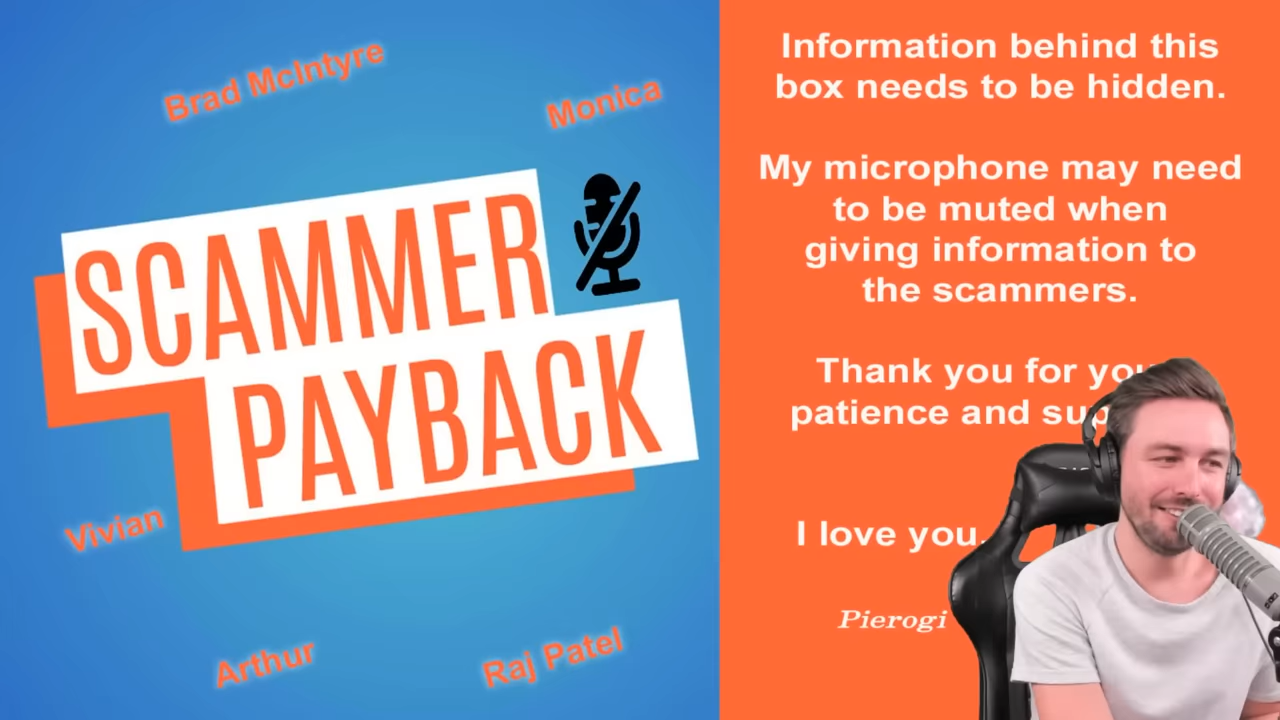 Brad McIntyre
Monica
SCAMMER
PAYBACK
Vivian
Arthur
Raj Patel
Information behind this
box needs to be hidden.
My microphone may need
to be muted when
giving information to
the scammers.
Thank you for
patience and
I love you.
Pierogi